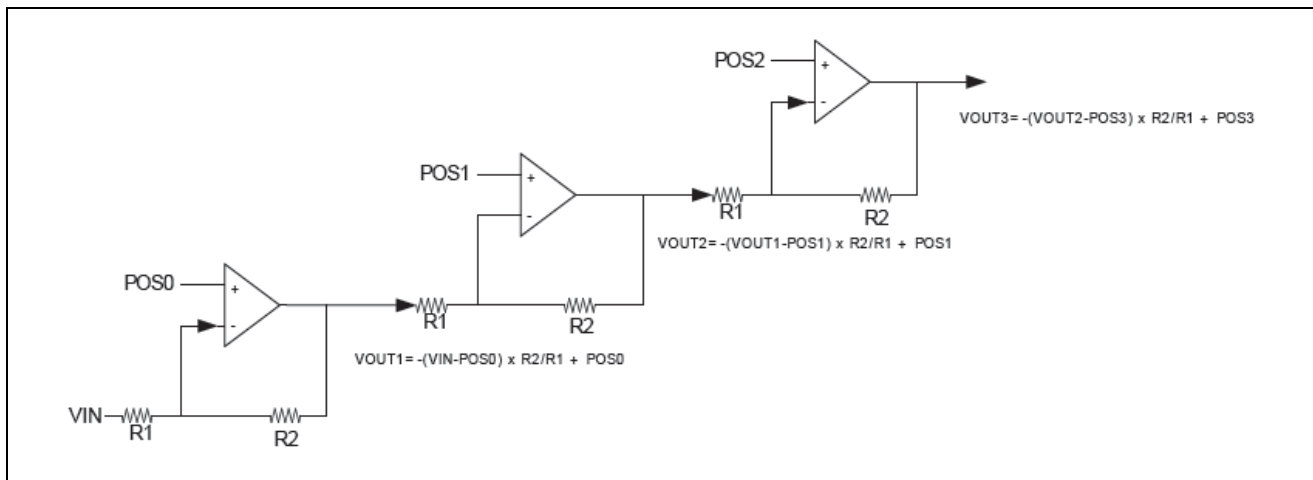 POS2
+
-
VOUT3= -(VOUT2-POS3) x R2/R1 + POS3
POS1
+
-
R1
R2
VOUT2= -(VOUT1-POS1) x R2/R1 + POS1
POS0
+
-
R1
R2
VOUT1= -(VIN-POS0) x R2/R1 + POS0
VIN
R1
R2